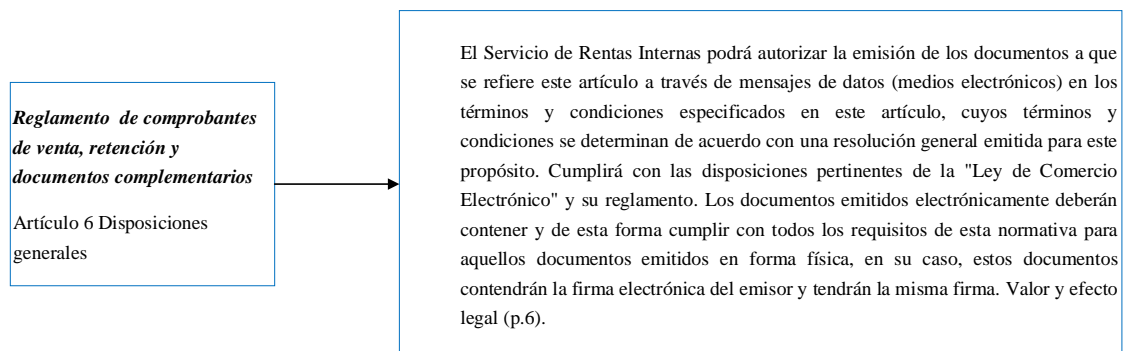 Reglamento de comprobantes
de venta, retención y
documentos complementarios
Artículo 6 Disposiciones
generales
El Servicio de Rentas Internas podrá autorizar la emisión de los documentos a que
se refiere este artículo a través de mensajes de datos (medios electrónicos) en los
términos y condiciones especificados en este artículo, cuyos términos y
condiciones se determinan de acuerdo con una resolución general emitida para este
propósito. Cumplirá con las disposiciones pertinentes de la "Ley de Comercio
Electrónico" y su reglamento. Los documentos emitidos electrónicamente deberán
contener y de esta forma cumplir con todos los requisitos de esta normativa para
aquellos documentos emitidos en forma física, en su caso, estos documentos
contendrán la firma electrónica del emisor y tendrán la misma firma. Valor y efecto
legal (p.6).